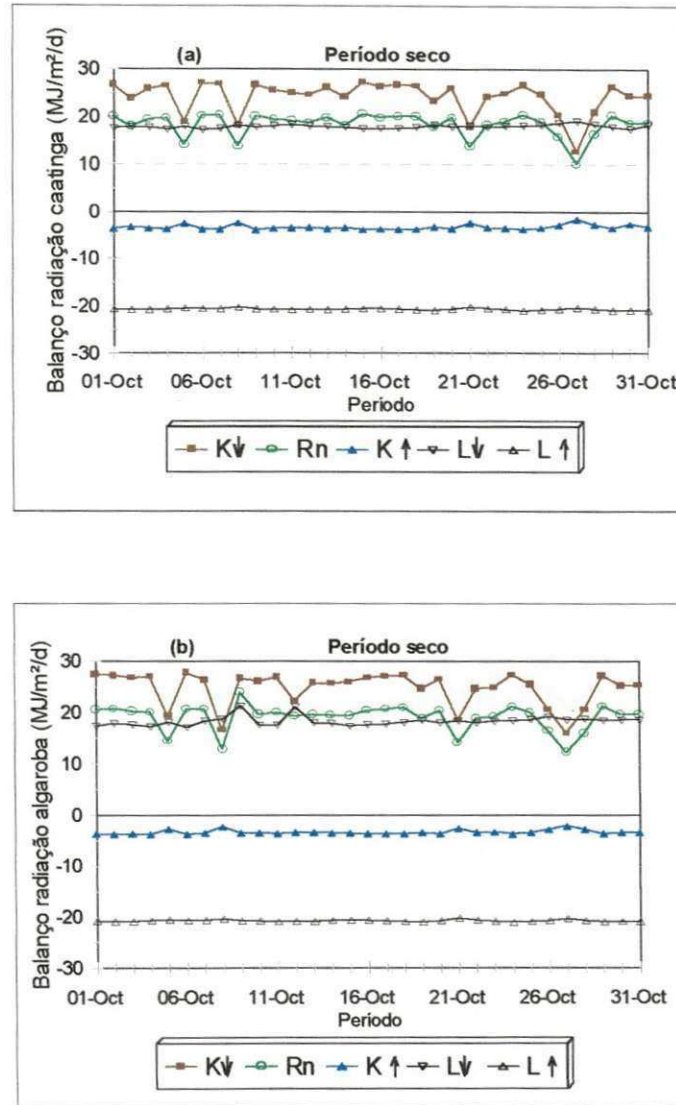 (a) Período seco
Balanço radiação caatinga (MJ/m²/d)
30
20
10
0
-10
-20
-30
01-Oct 06-Oct 11-Oct 16-Oct 21-Oct 26-Oct 31-Oct
Período
K↓ Rn K↑ L↓ L↑
(b) Período seco
Balanço radiação algaroba (MJ/m²/d)
30
20
10
0
-10
-20
-30
01-Oct 06-Oct 11-Oct 16-Oct 21-Oct 26-Oct 31-Oct
Período
K↓ Rn K↑ L↓ L↑